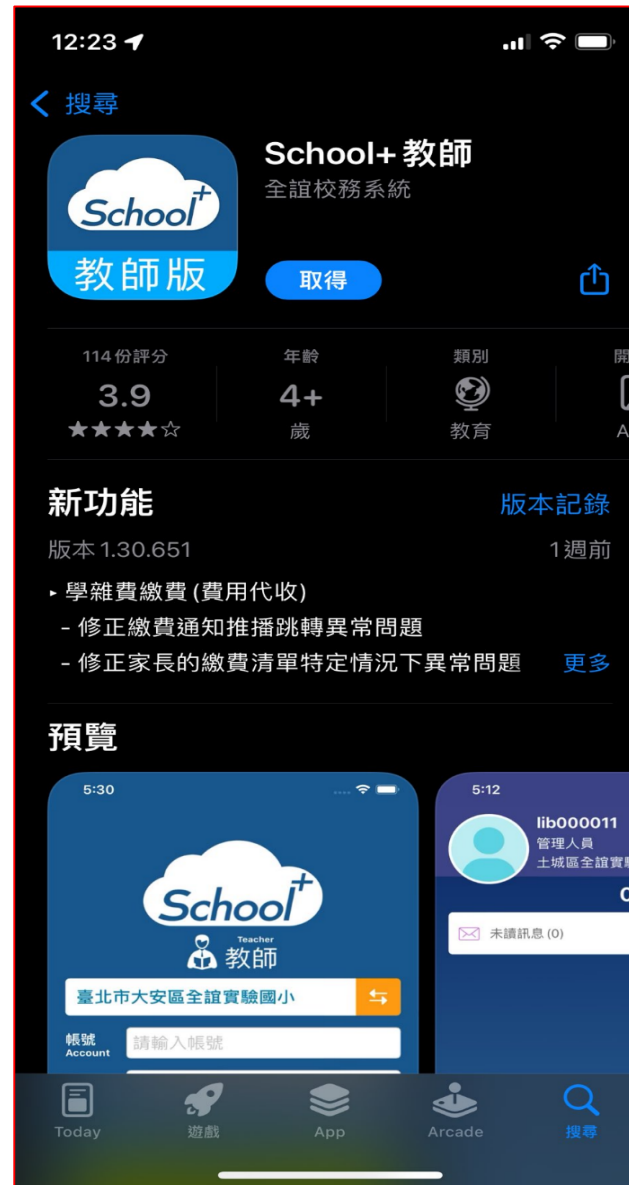 12:23
搜尋
School+
教師版
School+ 教師
全誼校務系統
取得
114 份評分
3.9
年齡
4+
歲
類別
教育
開
A
新功能
版本記錄
版本 1.30.651
1 週前
▸ 學雜費繳費 (費用代收)
- 修正繳費通知推播跳轉異常問題
- 修正家長的繳費清單特定情況下異常問題
更多
預覽
5:30
School+
Teacher
教師
臺北市大安區全誼實驗國小
帳號
Account
請輸入帳號
5:12
lib000011
管理人員
土城區全誼實
未讀訊息 (0)
Today
遊戲
App
Arcade
搜尋